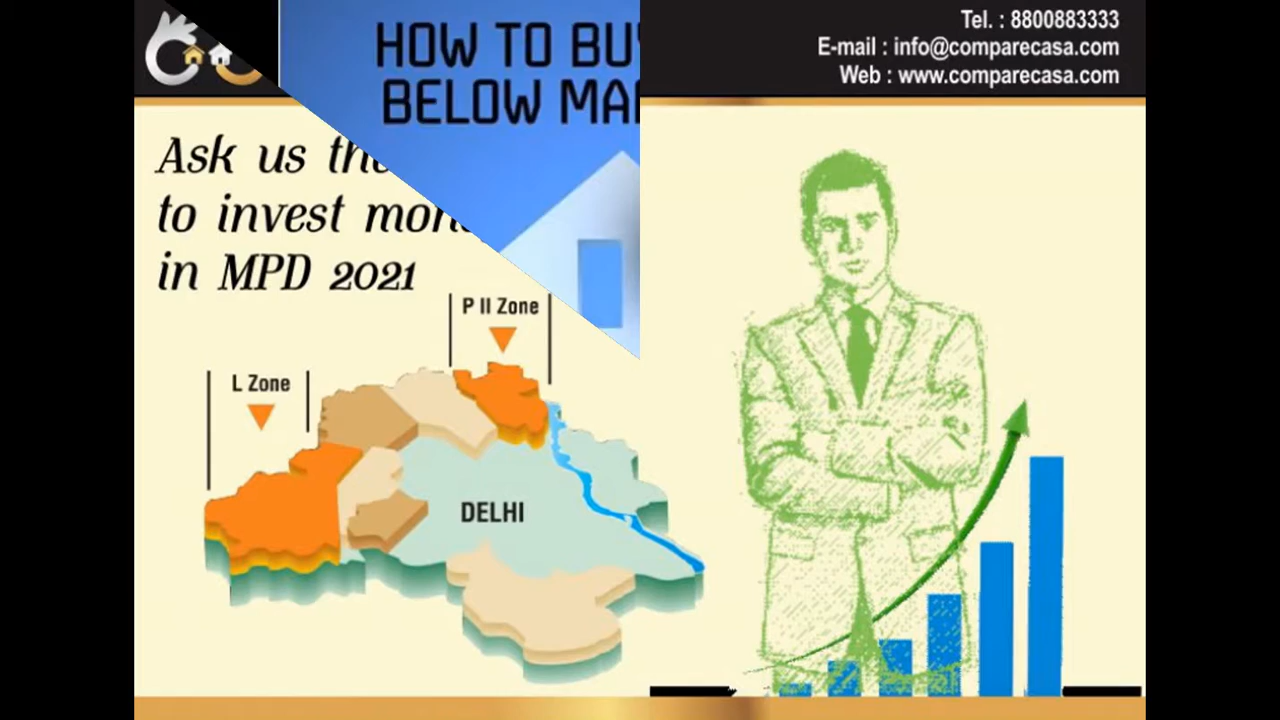 HOW TO BU
BELOW MA
Tel. : 8800883333
E-mail : info@comparecasa.com
Web : www.comparecasa.com
Ask us the
to invest mon
in MPD 2021
P II Zone
L Zone
DELHI